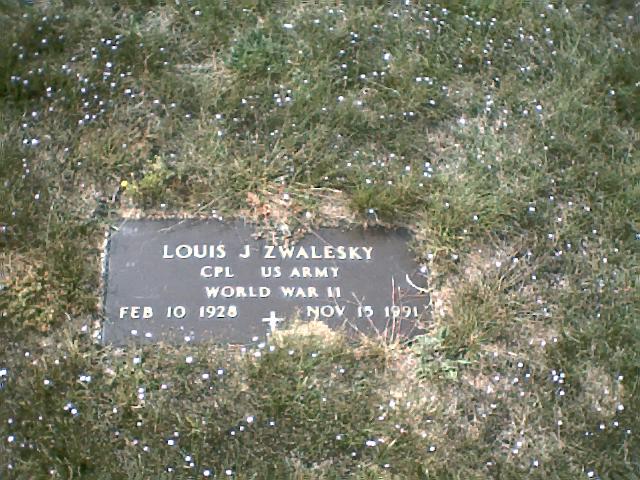 LOUIS J ZWALESKY
CPL US ARMY
WORLD WAR II
FEB 10 1928 NOV 15 1991